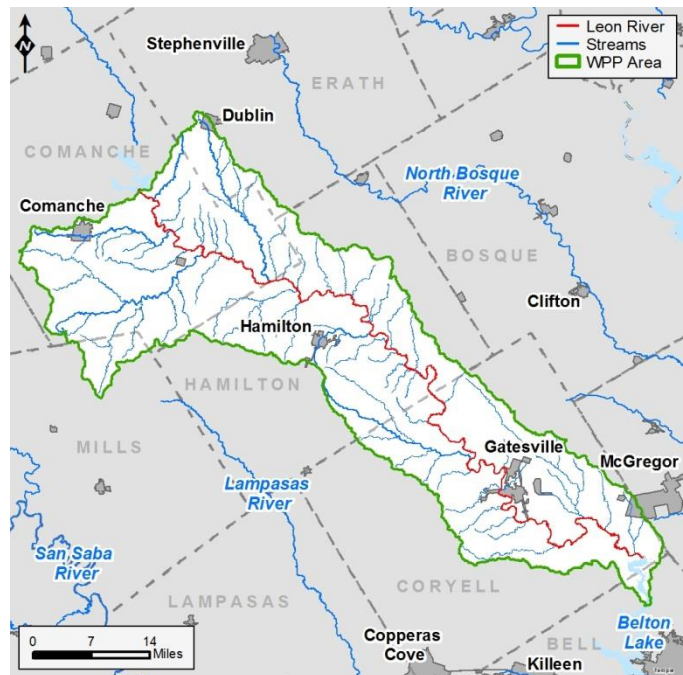 N
Stephenville
Leon River
Streams
WPP Area
ERATH
Dublin
COMANCHE
North Bosque
River
Comanche
BOSQUE
Clifton
Hamilton
HAMILTON
MILLS
Gatesville
McGregor
Lampasas
River
San Saba
River
CORYELL
LAMPASAS
Belton
Lake
0 7 14
Miles
BELL
Copperas
Cove
Killeen
Temple